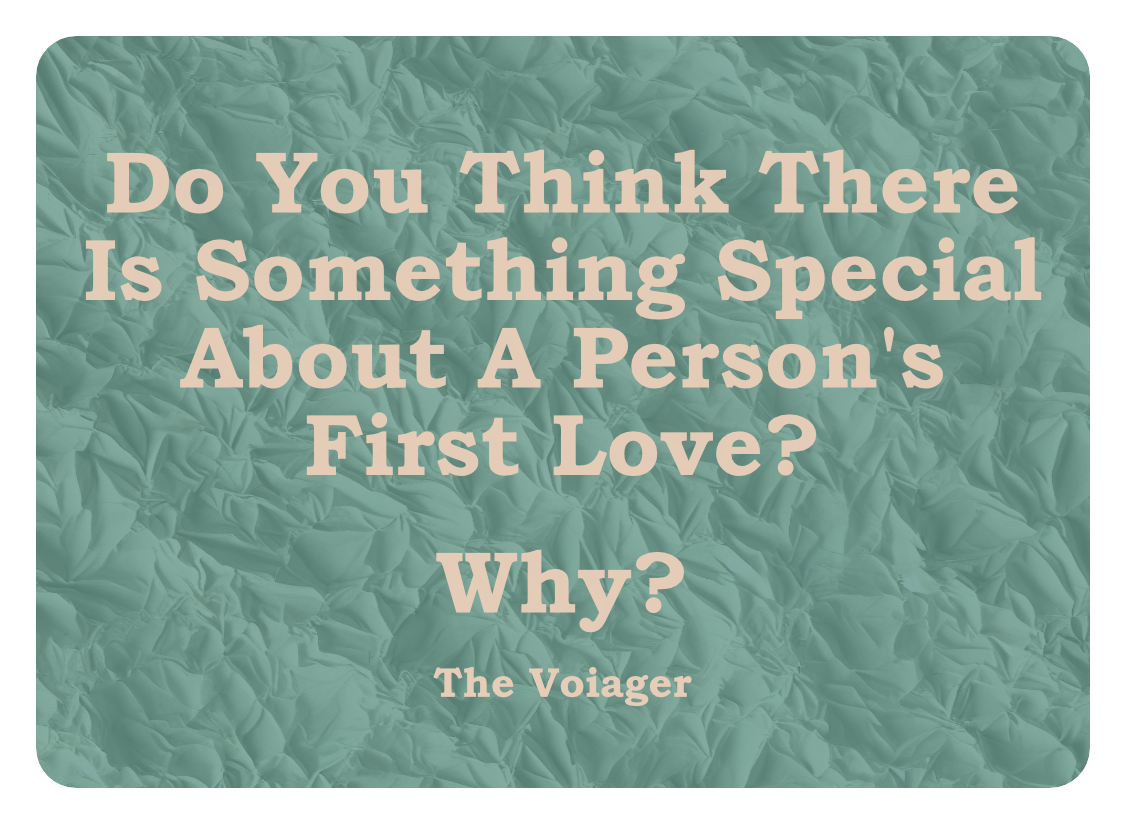 Do You Think There
Is Something Special
About A Person's
First Love?
Why?
The Voiager